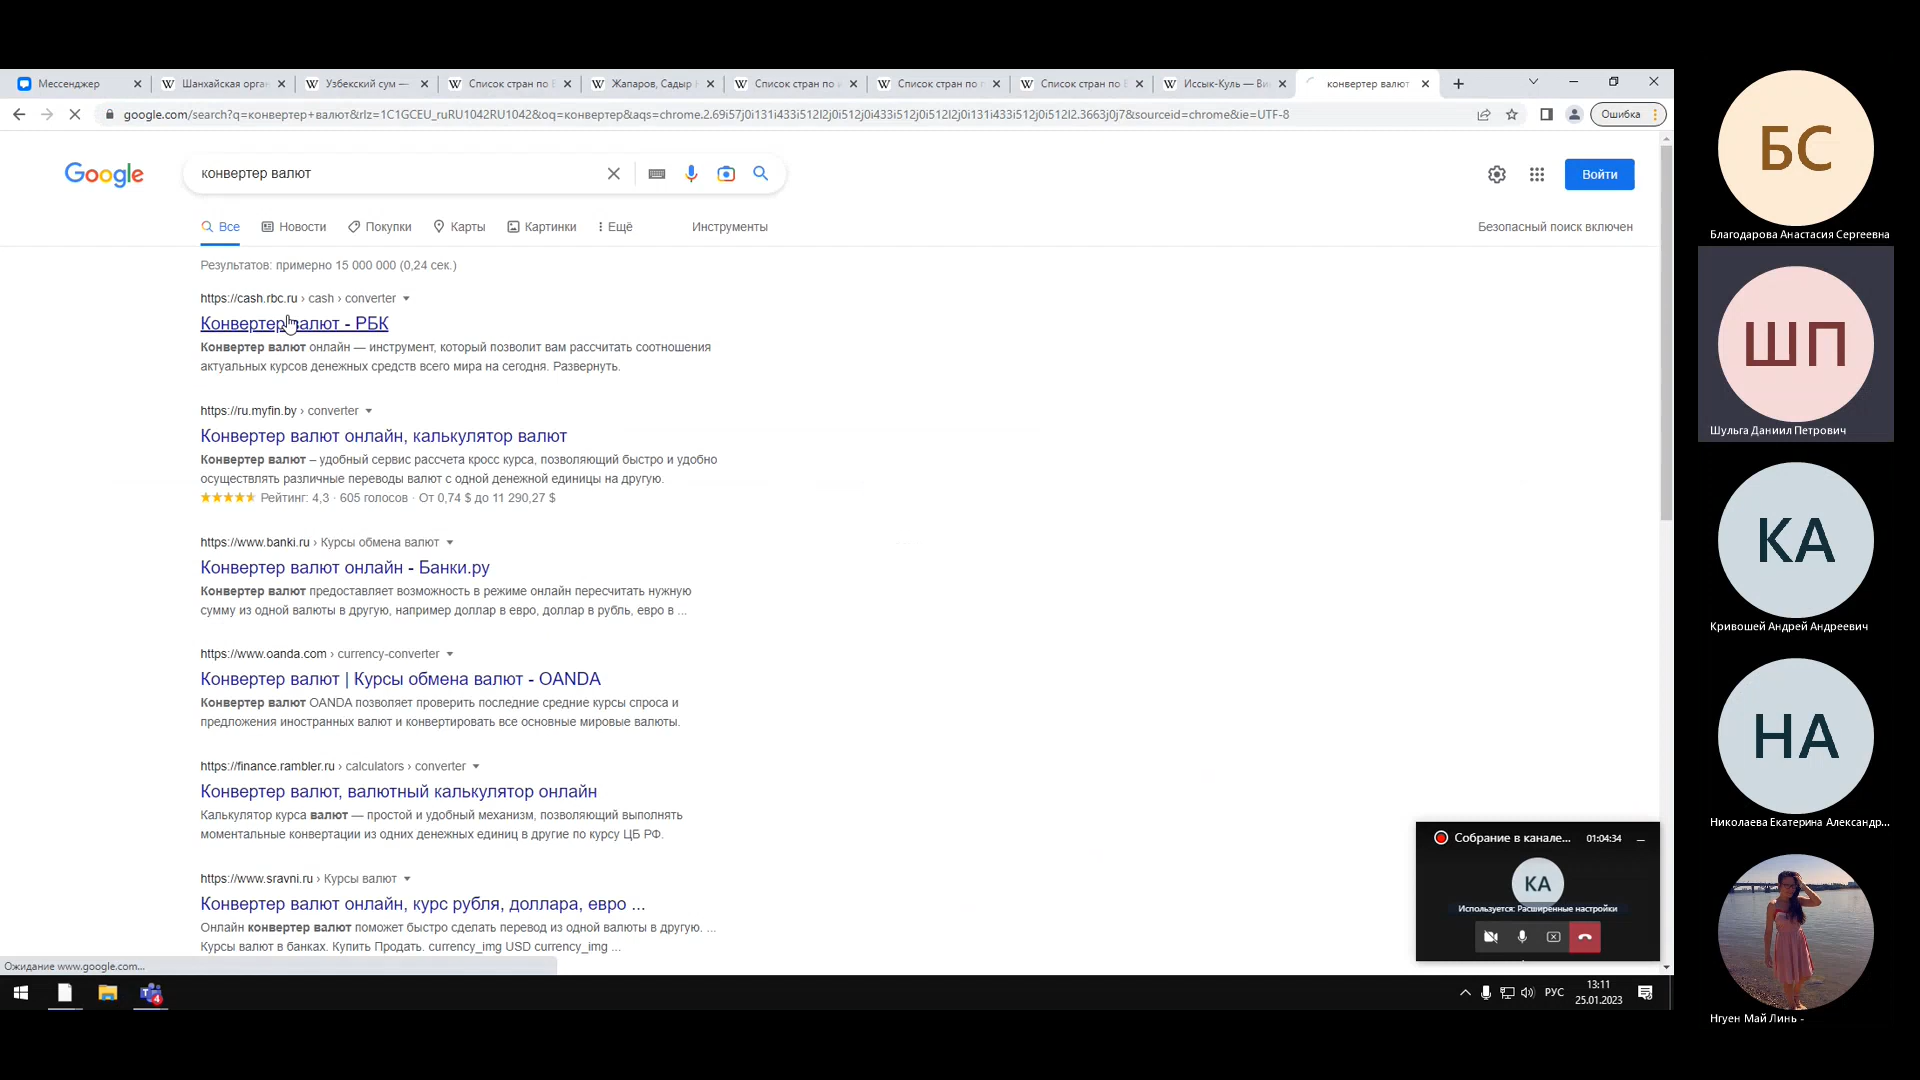 Мессенджер
Шанхайская орган
Узбекский сум —
Список стран по Е
Жапаров, Садыр
Список стран по
Список стран по
Список стран по Е
Иссык-Куль — Ви
конвертер валют
google.com/search?q=конвертер+валют&rlz=1C1GCEU_ruRU1042RU1042&oq=конвертер&aqs=chrome.2.69i57j0i131i433i512l2j0i512j0i433i512j0i512l2j0i131i433i512j0i512l2.3663j0j7&sourceid=chrome&ie=UTF-8
Ошибка
Google
конвертер валют
Войти
Все
Новости
Покупки
Карты
Картинки
Ещё
Инструменты
Безопасный поиск включен
Результатов: примерно 15 000 000 (0,24 сек.)
https://cash.rbc.ru › cash › converter
Конвертер валют - РБК
Конвертер валют онлайн — инструмент, который позволит вам рассчитать соотношения
актуальных курсов денежных средств всего мира на сегодня. Развернуть.
https://ru.myfin.by › converter
Конвертер валют онлайн, калькулятор валют
Конвертер валют – удобный сервис рассчета кросс курса, позволяющий быстро и удобно
осуществлять различные переводы валют с одной денежной единицы на другую.
Рейтинг: 4,3 · 605 голосов · От 0,74 $ до 11 290,27 $
https://www.banki.ru › Курсы обмена валют
Конвертер валют онлайн - Банки.ру
Конвертер валют предоставляет возможность в режиме онлайн пересчитать нужную
сумму из одной валюты в другую, например доллар в евро, доллар в рубль, евро в ...
https://www.oanda.com › currency-converter
Конвертер валют | Курсы обмена валют - OANDA
Конвертер валют OANDA позволяет проверить последние средние курсы спроса и
предложения иностранных валют и конвертировать все основные мировые валюты.
https://finance.rambler.ru › calculators › converter
Конвертер валют, валютный калькулятор онлайн
Калькулятор курса валют — простой и удобный механизм, позволяющий выполнять
моментальные конвертации из одних денежных единиц в другие по курсу ЦБ РФ.
https://www.sravni.ru › Курсы валют
Конвертер валют онлайн, курс рубля, доллара, евро ...
Онлайн конвертер валют поможет быстро сделать перевод из одной валюты в другую. ...
Курсы валют в банках. Купить Продать. currency_img USD currency_img ...
Ожидание www.google.com...
Собрание в канале...
01:04:34
КА
Используется: Расширенные настройки
4
РУС
13:11
25.01.2023
БС
Благодарова Анастасия Сергеевна
ШП
Шульга Даниил Петрович
КА
Кривошей Андрей Андреевич
НА
Николаева Екатерина Александр...
Нгуен Май Линь -